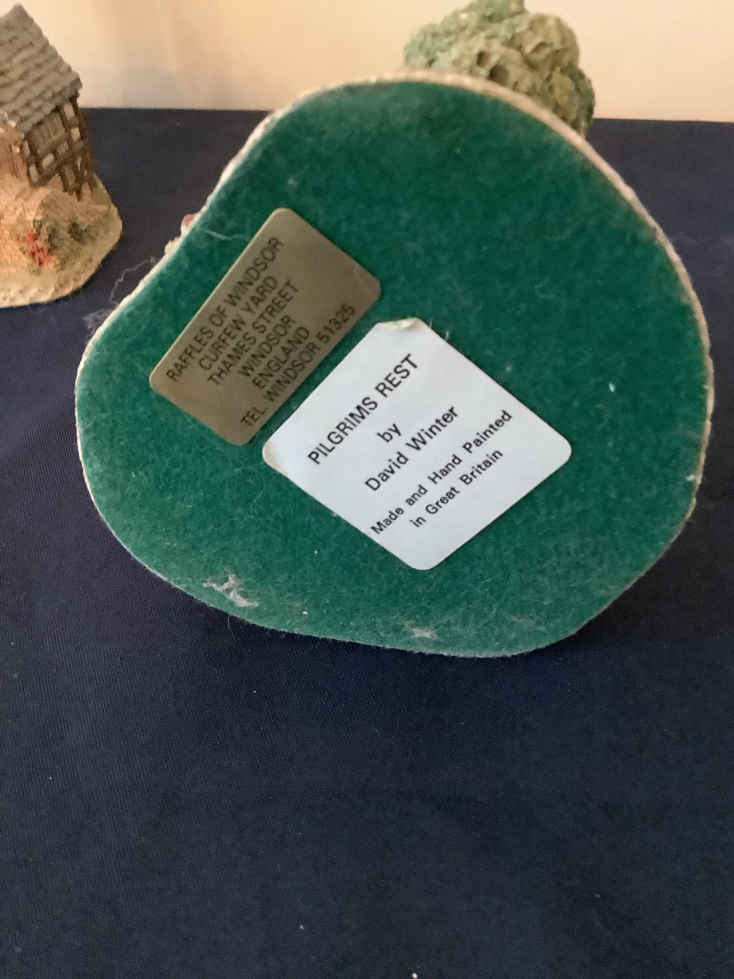 RAFFLES OF WINDSOR
CURFEW YARD
THAMES STREET
WINDSOR
ENGLAND
TEL. WINDSOR 51325
PILGRIMS REST
by
David Winter
Made and Hand Painted
in Great Britain